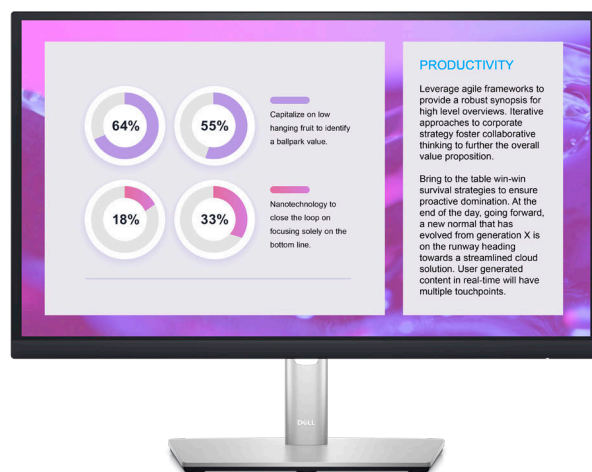 64%
55%
Capitalize on low
hanging fruit to identify
a ballpark value.
18%
33%
Nanotechnology to
close the loop on
focusing solely on the
bottom line.
PRODUCTIVITY
Leverage agile frameworks to
provide a robust synopsis for
high level overviews. Iterative
approaches to corporate
strategy foster collaborative
thinking to further the overall
value proposition.
Bring to the table win-win
survival strategies to ensure
proactive domination. At the
end of the day, going forward,
a new normal that has
evolved from generation X is
on the runway heading
towards a streamlined cloud
solution. User generated
content in real-time will have
multiple touchpoints.
DELL